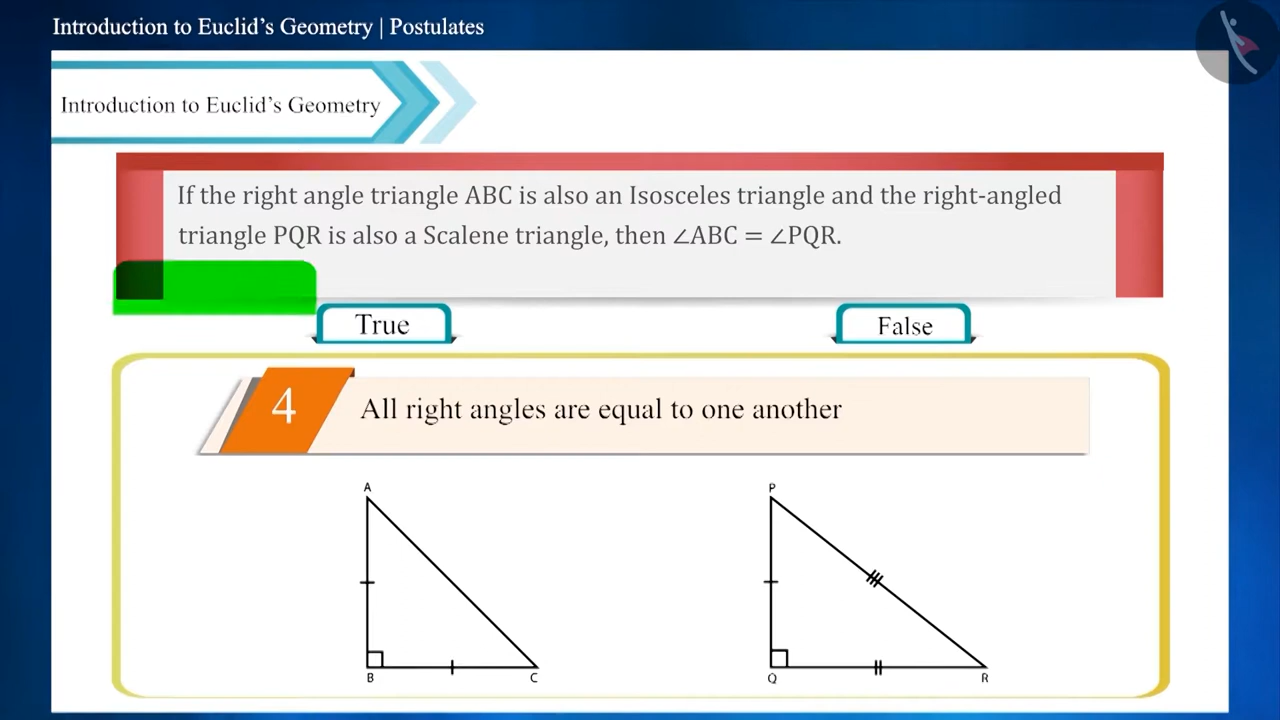 Introduction to Euclid’s Geometry | Postulates
Introduction to Euclid’s Geometry
If the right angle triangle ABC is also an Isosceles triangle and the right-angled
triangle PQR is also a Scalene triangle, then ∠ABC = ∠PQR.
True
False
4
All right angles are equal to one another
A
P
B
C
Q
R